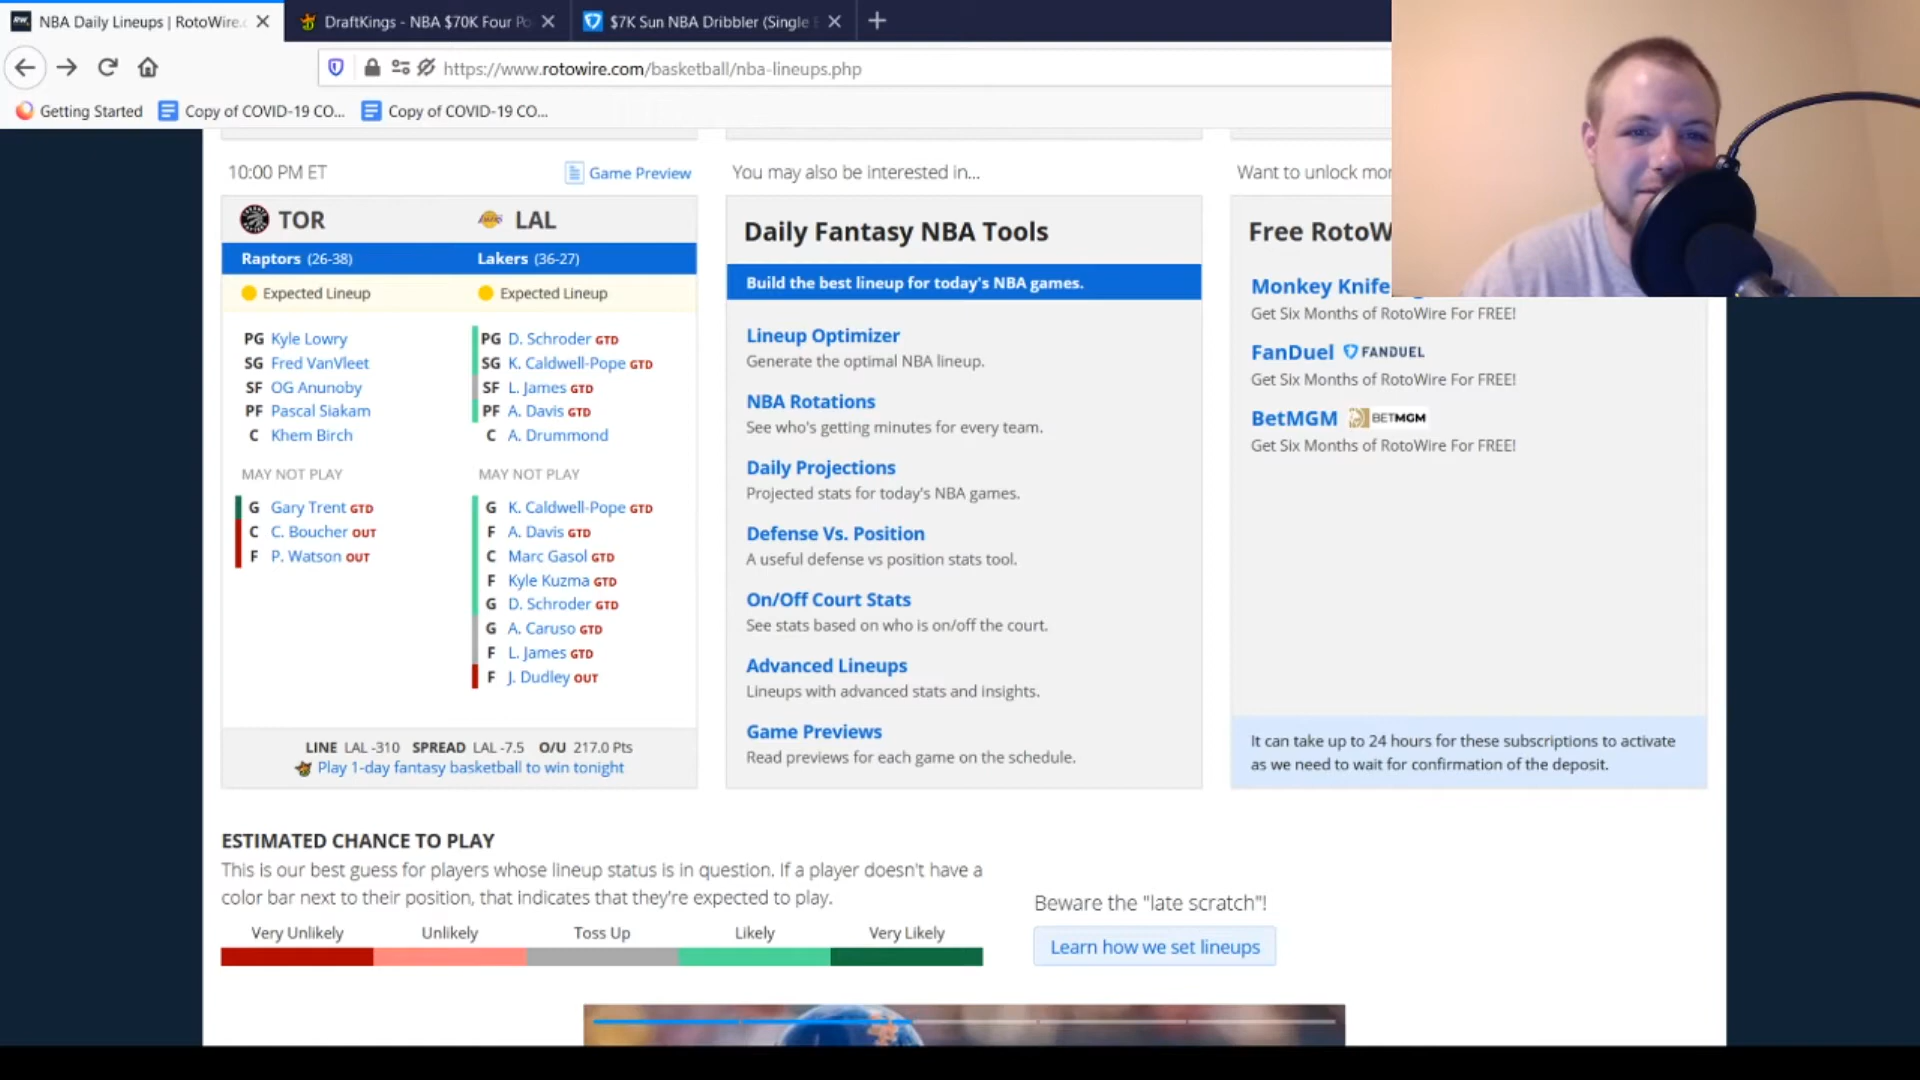 NBA Daily Lineups | RotoWire.
DraftKings - NBA $70K Four Po
$7K Sun NBA Dribbler (Single E
https://www.rotowire.com/basketball/nba-lineups.php
Getting Started
Copy of COVID-19 CO...
Copy of COVID-19 CO...
10:00 PM ET
Game Preview
TOR
LAL
Raptors (26-38)
Lakers (36-27)
Expected Lineup
Expected Lineup
PG Kyle Lowry
SG Fred VanVleet
SF OG Anunoby
PF Pascal Siakam
C Khem Birch
PG D. Schroder GTD
SG K. Caldwell-Pope GTD
SF L. James GTD
PF A. Davis GTD
C A. Drummond
MAY NOT PLAY
G Gary Trent GTD
C C. Boucher OUT
F P. Watson OUT
MAY NOT PLAY
G K. Caldwell-Pope GTD
F A. Davis GTD
C Marc Gasol GTD
F Kyle Kuzma GTD
G D. Schroder GTD
G A. Caruso GTD
F L. James GTD
F J. Dudley OUT
LINE LAL -310 SPREAD LAL -7.5 O/U 217.0 Pts
Play 1-day fantasy basketball to win tonight
You may also be interested in...
Daily Fantasy NBA Tools
Build the best lineup for today's NBA games.
Lineup Optimizer
Generate the optimal NBA lineup.
NBA Rotations
See who's getting minutes for every team.
Daily Projections
Projected stats for today's NBA games.
Defense Vs. Position
A useful defense vs position stats tool.
On/Off Court Stats
See stats based on who is on/off the court.
Advanced Lineups
Lineups with advanced stats and insights.
Game Previews
Read previews for each game on the schedule.
Want to unlock mor
Free RotoW
Monkey Knife
Get Six Months of RotoWire For FREE!
FanDuel FANDUEL
Get Six Months of RotoWire For FREE!
BetMGM BETMGM
Get Six Months of RotoWire For FREE!
It can take up to 24 hours for these subscriptions to activate
as we need to wait for confirmation of the deposit.
ESTIMATED CHANCE TO PLAY
This is our best guess for players whose lineup status is in question. If a player doesn't have a
color bar next to their position, that indicates that they're expected to play.
Very Unlikely
Unlikely
Toss Up
Likely
Very Likely
Beware the "late scratch"!
Learn how we set lineups